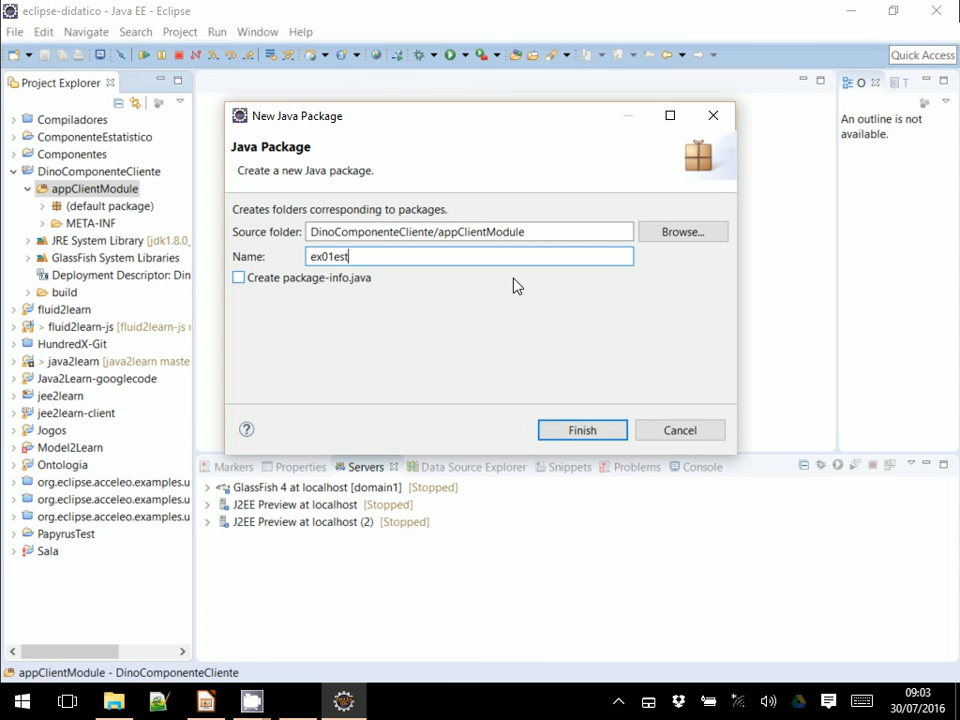 eclipse-didatico - Java EE - Eclipse
File Edit Navigate Search Project Run Window Help
Quick Access
Project Explorer
Compiladores
ComponenteEstatistico
Componentes
DinoComponenteCliente
appClientModule
(default package)
META-INF
JRE System Library [jdk1.8.0_
GlassFish System Libraries
Deployment Descriptor: Din
build
fluid2learn
> fluid2learn-js [fluid2learn-js r
HundredX-Git
> java2learn [java2learn maste
Java2Learn-googlecode
jee2learn
jee2learn-client
Jogos
Model2Learn
Ontologia
org.eclipse.acceleo.examples.u
org.eclipse.acceleo.examples.u
org.eclipse.acceleo.examples.u
PapyrusTest
Sala
New Java Package
Java Package
Create a new Java package.
Creates folders corresponding to packages.
Source folder: DinoComponenteCliente/appClientModule Browse...
Name: ex01est
Create package-info.java
Finish Cancel
O T
An outline is not
available.
Markers Properties Servers Data Source Explorer Snippets Problems Console
GlassFish 4 at localhost [domain1] [Stopped]
J2EE Preview at localhost [Stopped]
J2EE Preview at localhost (2) [Stopped]
appClientModule - DinoComponenteCliente
09:03
30/07/2016